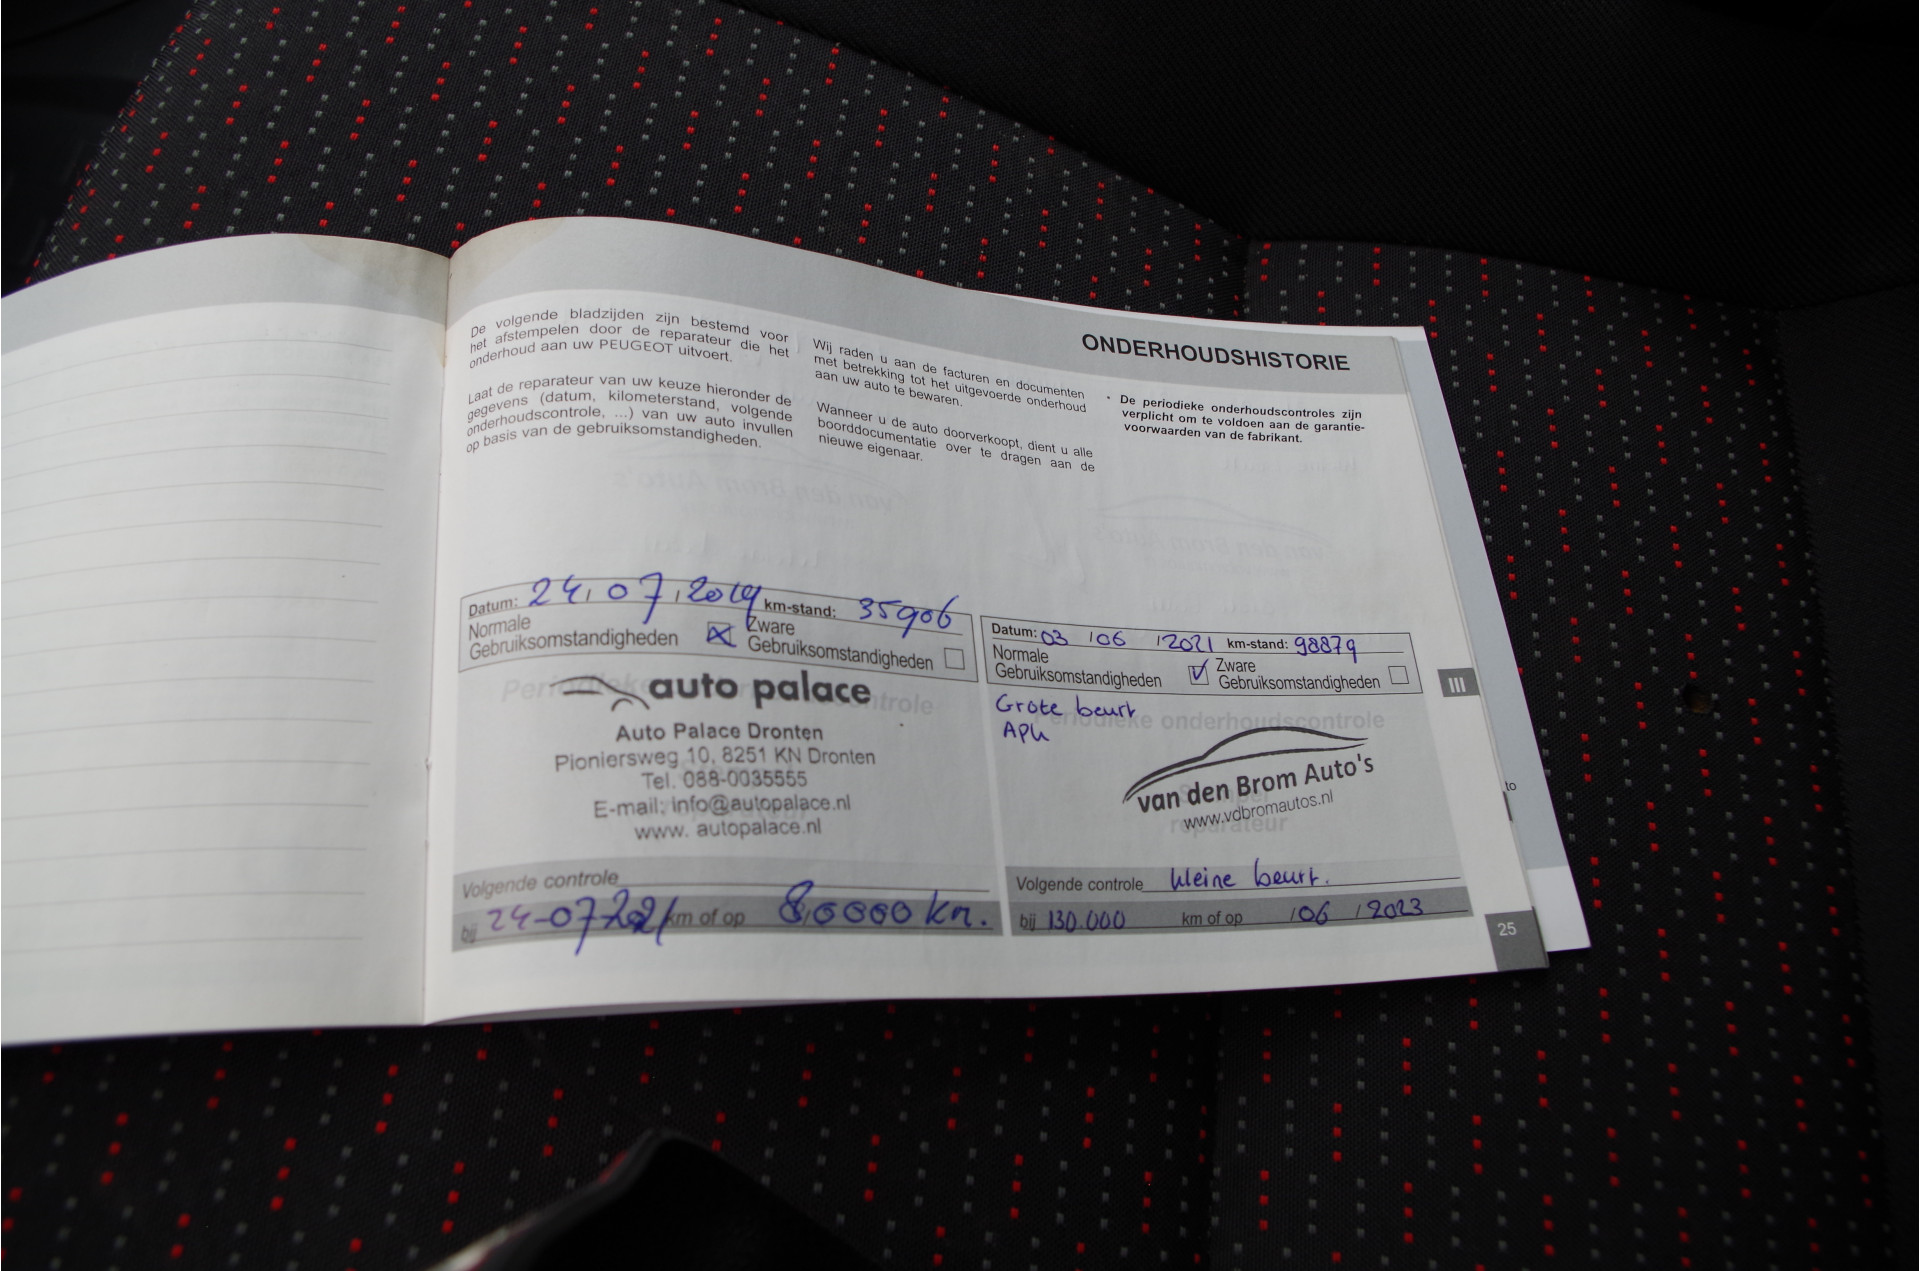 ONDERHOUDSHISTORIE
De volgende bladzijden zijn bestemd voor
het afstempelen door de reparateur die het
onderhoud aan uw PEUGEOT uitvoert.
Laat de reparateur van uw keuze hieronder de
gegevens (datum, kilometerstand, volgende
onderhoudscontrole, ...) van uw auto invullen
op basis van de gebruiksomstandigheden.
Wij raden u aan de facturen en documenten
met betrekking tot het uitgevoerde onderhoud
aan uw auto te bewaren.
Wanneer u de auto doorverkoopt, dient u alle
boorddocumentatie over te dragen aan de
nieuwe eigenaar.
• De periodieke onderhoudscontroles zijn
verplicht om te voldoen aan de garantie-
voorwaarden van de fabrikant.
Datum: 24/07/2019 km-stand: 35906
Normale Zware
Gebruiksomstandigheden Gebruiksomstandigheden
Periodieke onderhoudscontrole
auto palace
Auto Palace Dronten
Pioniersweg 10, 8251 KN Dronten
Tel. 088-0035555
E-mail: info@autopalace.nl
www. autopalace.nl
Volgende controle
bij 24-07-2021 km of op 80000 km.
Datum: 03/06/2021 km-stand: 98879
Normale Zware
Gebruiksomstandigheden Gebruiksomstandigheden
Grote beurt
Periodieke onderhoudscontrole
APK
van den Brom Auto's
www.vdbromautos.nl
reparateur
Volgende controle kleine beurt.
bij 130.000 km of op /06/2023
III
to
25